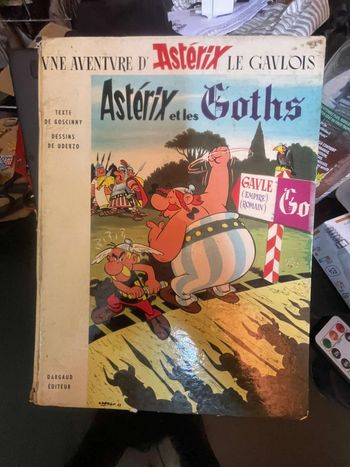 VNE AVENTVRE D'Astérix LE GAVLOIS
Astérix et les Goths
TEXTE
DE GOSCINNY
DESSINS
DE UDERZO
GAVLE
(EMPIRE
ROMAIN)
Go
DARGAUD
ÉDITEUR